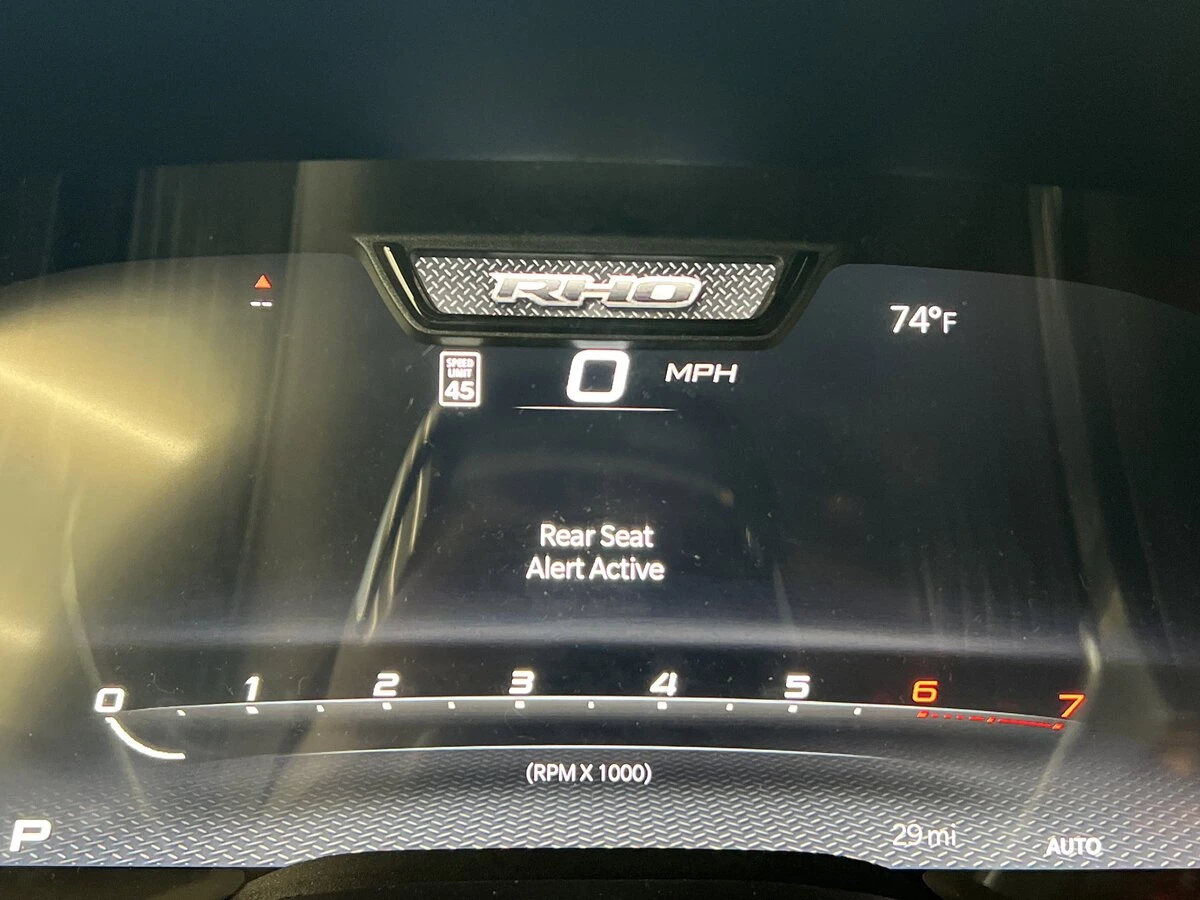 RHO
74°F
SPEED
LIMIT
45
0 MPH
Rear Seat
Alert Active
0 1 2 3 4 5 6 7
(RPM X 1000)
P
29 mi
AUTO